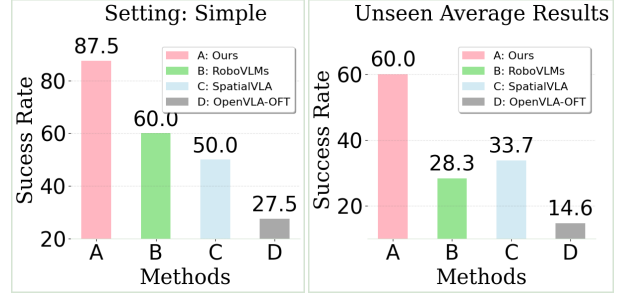 Setting: Simple
87.5
A: Ours
B: RoboVLMs
C: SpatialVLA
D: OpenVLA-OFT
60.0
50.0
27.5
80
60
40
20
Sucess Rate
A B C D
Methods
Unseen Average Results
60.0
A: Ours
B: RoboVLMs
C: SpatialVLA
D: OpenVLA-OFT
28.3
33.7
14.6
60
40
20
Success Rate
A B C D
Methods